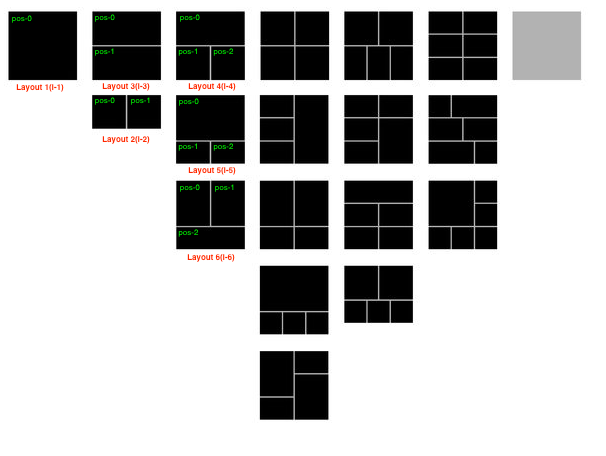 pos-0
pos-0
pos-0
pos-1
pos-1
pos-2
Layout 1(l-1)
Layout 3(l-3)
Layout 4(l-4)
pos-0
pos-1
pos-0
Layout 2(l-2)
pos-1
pos-2
Layout 5(l-5)
pos-0
pos-1
pos-2
Layout 6(l-6)